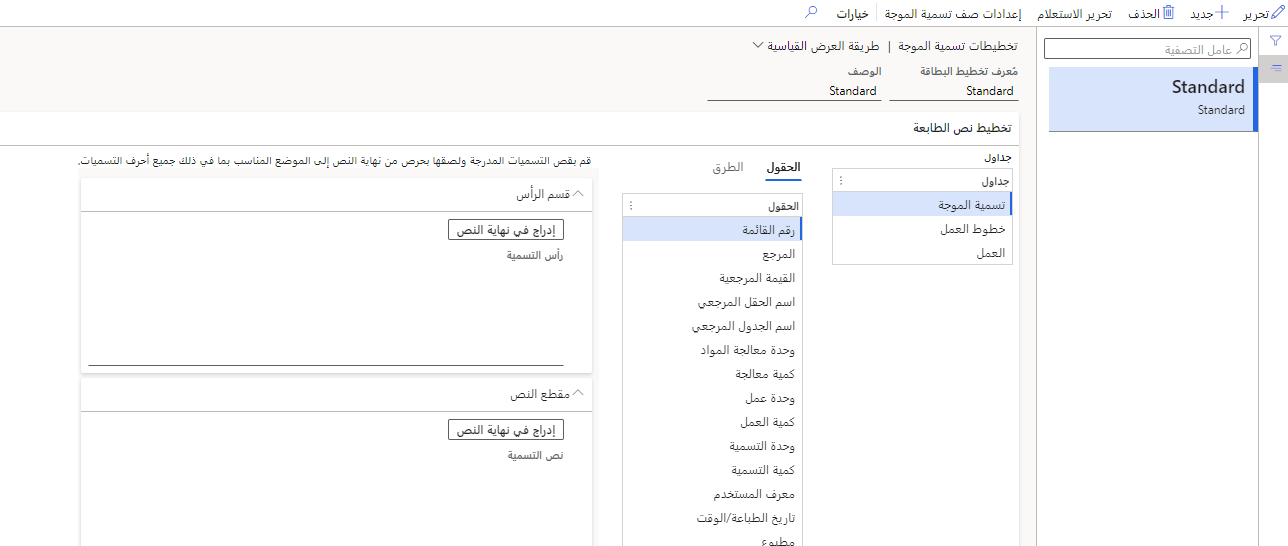 تحرير
جديد
الحذف
تحرير الاستعلام
إعدادات صف تسمية الموجة
خيارات
عامل التصفية
Standard
Standard
تخطيطات تسمية الموجة | طريقة العرض القياسية
مُعرف تخطيط البطاقة
Standard
الوصف
Standard
تخطيط نص الطابعة
جداول
جداول
تسمية الموجة
خطوط العمل
العمل
الحقول
الطرق
الحقول
رقم القائمة
المرجع
القيمة المرجعية
اسم الحقل المرجعي
اسم الجدول المرجعي
وحدة معالجة المواد
كمية معالجة
وحدة عمل
كمية العمل
وحدة التسمية
كمية التسمية
معرف المستخدم
تاريخ الطباعة/الوقت
مطبوع
قم بقص التسميات المدرجة ولصقها بحرص من نهاية النص إلى الموضع المناسب بما في ذلك جميع أحرف التسميات.
قسم الرأس
إدراج في نهاية النص
رأس التسمية
مقطع النص
إدراج في نهاية النص
نص التسمية